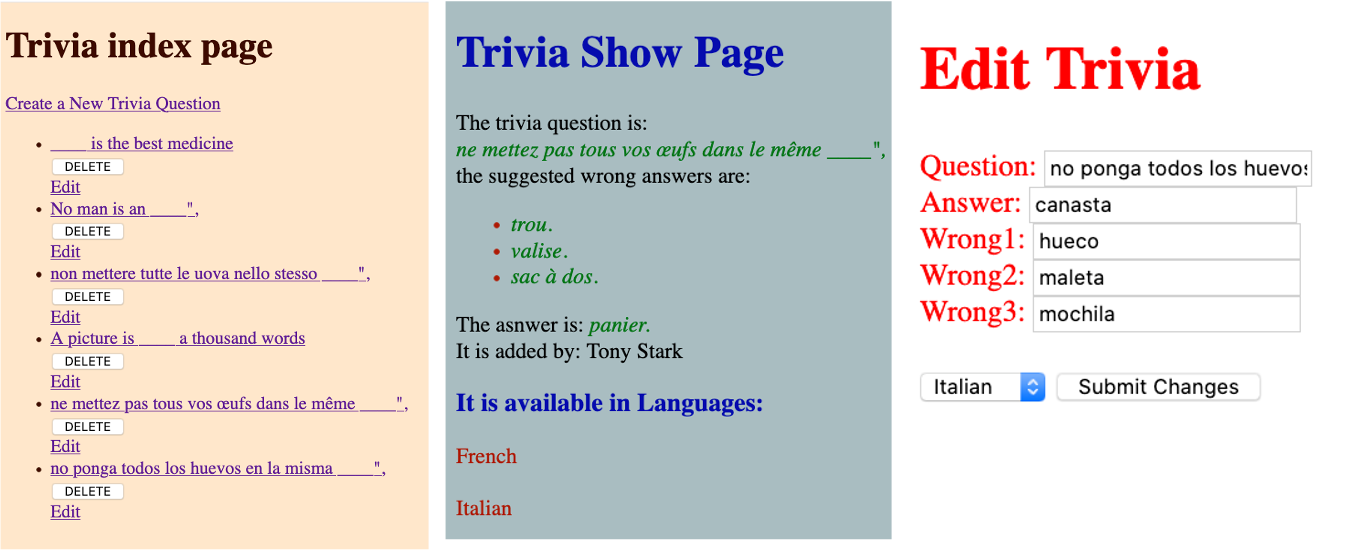 Trivia index page
Create a New Trivia Question
• ____ is the best medicine
DELETE
Edit
• No man is an ____",
DELETE
Edit
• non mettere tutte le uova nello stesso ____",
DELETE
Edit
• A picture is ____ a thousand words
DELETE
Edit
• ne mettez pas tous vos œufs dans le même ____",
DELETE
Edit
• no ponga todos los huevos en la misma ____",
DELETE
Edit
Trivia Show Page
The trivia question is:
ne mettez pas tous vos œufs dans le même ____",
the suggested wrong answers are:
• trou.
• valise.
• sac à dos.
The asnwer is: panier.
It is added by: Tony Stark
It is available in Languages:
French
Italian
Edit Trivia
Question: no ponga todos los huevos
Answer: canasta
Wrong1: hueco
Wrong2: maleta
Wrong3: mochila
Italian Submit Changes